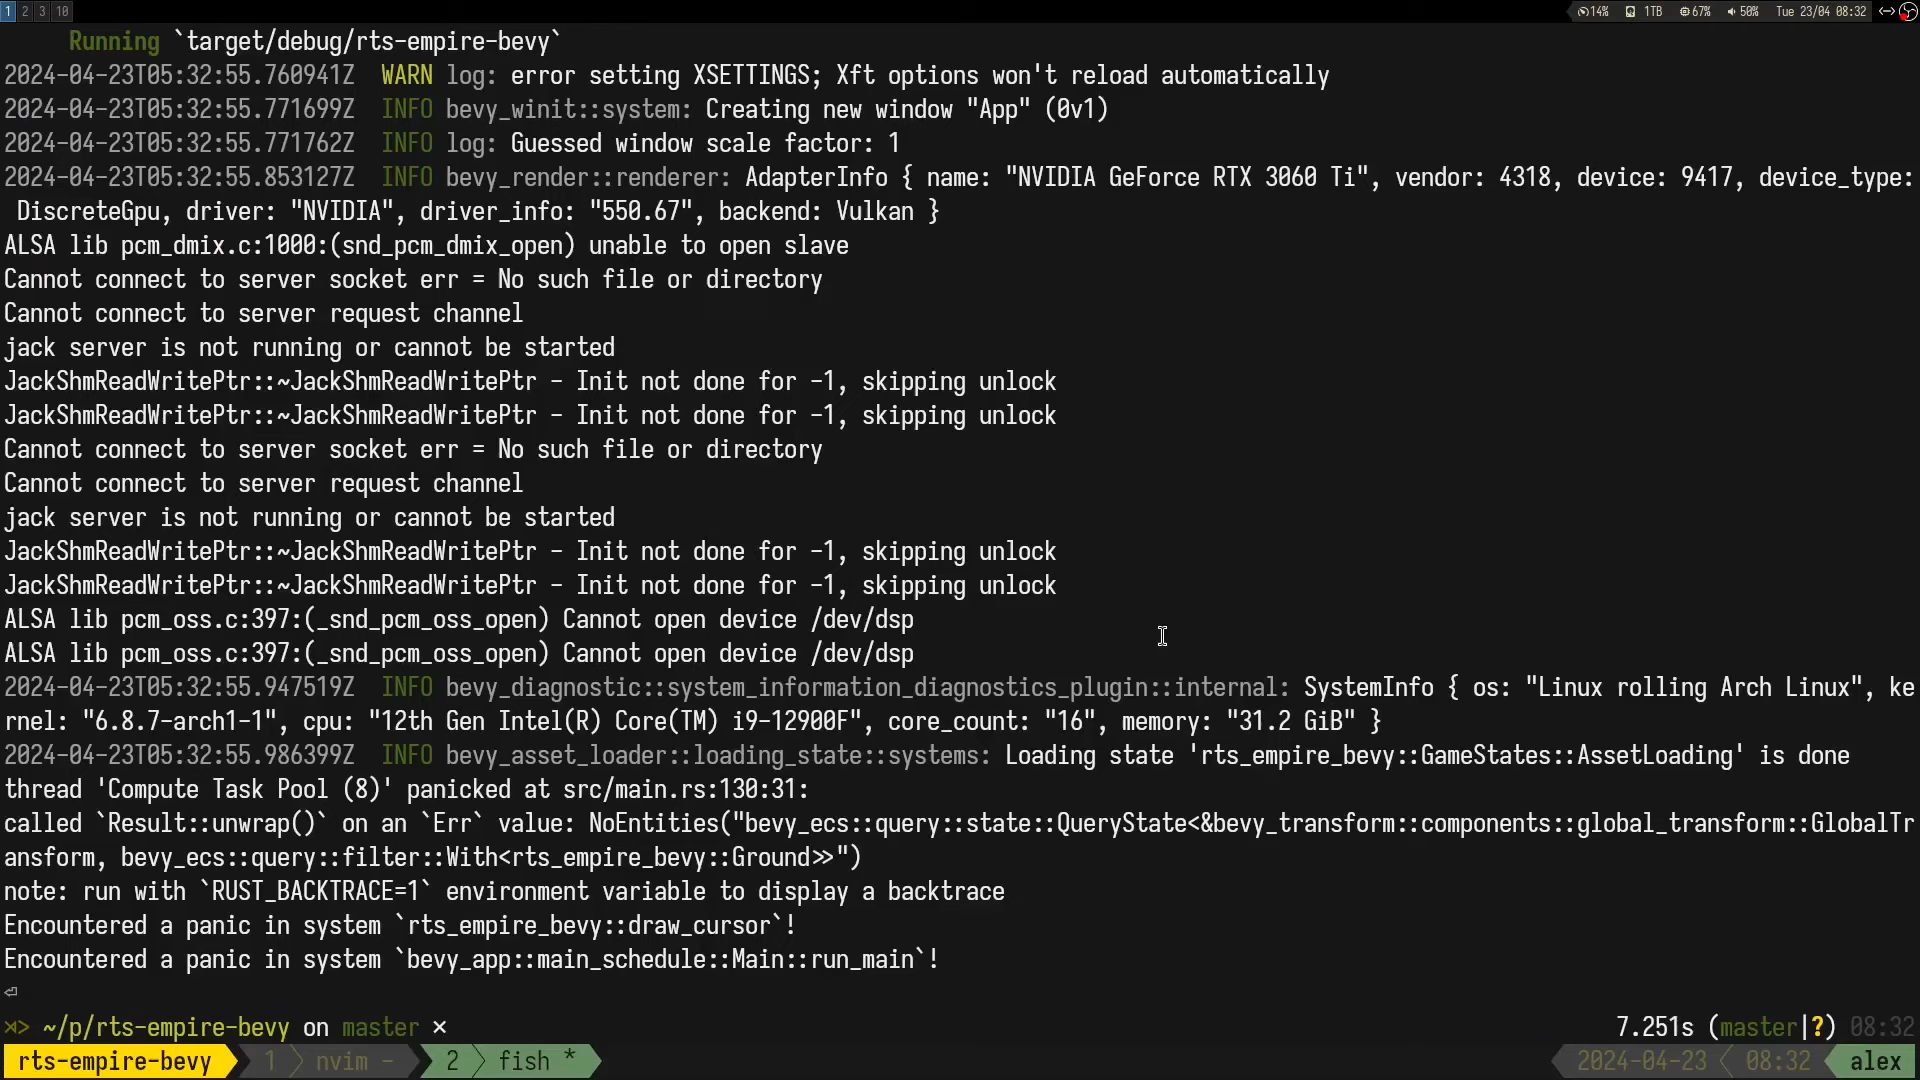 1 2 3 10 14% 1TB 67% 50% Tue 23/04 08:32
Running `target/debug/rts-empire-bevy`
2024-04-23T05:32:55.760941Z  WARN log: error setting XSETTINGS; Xft options won't reload automatically
2024-04-23T05:32:55.771699Z  INFO bevy_winit::system: Creating new window "App" (0v1)
2024-04-23T05:32:55.771762Z  INFO log: Guessed window scale factor: 1
2024-04-23T05:32:55.853127Z  INFO bevy_render::renderer: AdapterInfo { name: "NVIDIA GeForce RTX 3060 Ti", vendor: 4318, device: 9417, device_type:
DiscreteGpu, driver: "NVIDIA", driver_info: "550.67", backend: Vulkan }
ALSA lib pcm_dmix.c:1000:(snd_pcm_dmix_open) unable to open slave
Cannot connect to server socket err = No such file or directory
Cannot connect to server request channel
jack server is not running or cannot be started
JackShmReadWritePtr::~JackShmReadWritePtr - Init not done for -1, skipping unlock
JackShmReadWritePtr::~JackShmReadWritePtr - Init not done for -1, skipping unlock
Cannot connect to server socket err = No such file or directory
Cannot connect to server request channel
jack server is not running or cannot be started
JackShmReadWritePtr::~JackShmReadWritePtr - Init not done for -1, skipping unlock
JackShmReadWritePtr::~JackShmReadWritePtr - Init not done for -1, skipping unlock
ALSA lib pcm_oss.c:397:(_snd_pcm_oss_open) Cannot open device /dev/dsp
ALSA lib pcm_oss.c:397:(_snd_pcm_oss_open) Cannot open device /dev/dsp
2024-04-23T05:32:55.947519Z  INFO bevy_diagnostic::system_information_diagnostics_plugin::internal: SystemInfo { os: "Linux rolling Arch Linux", ke
rnel: "6.8.7-arch1-1", cpu: "12th Gen Intel(R) Core(TM) i9-12900F", core_count: "16", memory: "31.2 GiB" }
2024-04-23T05:32:55.986399Z  INFO bevy_asset_loader::loading_state::systems: Loading state 'rts_empire_bevy::GameStates::AssetLoading' is done
thread 'Compute Task Pool (8)' panicked at src/main.rs:130:31:
called `Result::unwrap()` on an `Err` value: NoEntities("bevy_ecs::query::state::QueryState<&bevy_transform::components::global_transform::GlobalTr
ansform, bevy_ecs::query::filter::With<rts_empire_bevy::Ground>>")
note: run with `RUST_BACKTRACE=1` environment variable to display a backtrace
Encountered a panic in system `rts_empire_bevy::draw_cursor`!
Encountered a panic in system `bevy_app::main_schedule::Main::run_main`!
⏎
⋊> ~/p/rts-empire-bevy on master ⨯ 7.251s (master|?) 08:32
rts-empire-bevy 1 nvim - 2 fish * 2024-04-23 08:32 alex